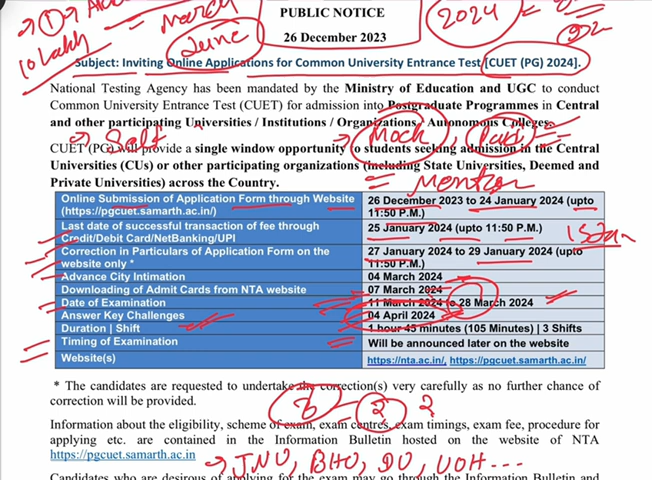 ① March 2024
10 Lakh June
PUBLIC NOTICE
26 December 2023
Subject: Inviting Online Applications for Common University Entrance Test [CUET (PG) 2024].
National Testing Agency has been mandated by the Ministry of Education and UGC to conduct
Common University Entrance Test (CUET) for admission into Postgraduate Programmes in Central
and other participating Universities / Institutions / Organizations / Autonomous Colleges.
Self Mock, Past
CUET (PG) will provide a single window opportunity to students seeking admission in the Central
Universities (CUs) or other participating organizations (including State Universities, Deemed and
Private Universities) across the Country.
= Mentor
Online Submission of Application Form through Website 26 December 2023 to 24 January 2024 (upto
(https://pgcuet.samarth.ac.in/) 11:50 P.M.)
Last date of successful transaction of fee through 25 January 2024 (upto 11:50 P.M.)
Credit/Debit Card/NetBanking/UPI
Correction in Particulars of Application Form on the 27 January 2024 to 29 January 2024 (upto
website only * 11:50 P.M.)
Advance City Intimation 04 March 2024
Downloading of Admit Cards from NTA website 07 March 2024
Date of Examination 11 March 2024 to 28 March 2024
Answer Key Challenges 04 April 2024
Duration | Shift 1 hour 45 minutes (105 Minutes) | 3 Shifts
Timing of Examination Will be announced later on the website
Website(s) https://nta.ac.in/, https://pgcuet.samarth.ac.in/
* The candidates are requested to undertake the correction(s) very carefully as no further chance of
correction will be provided.
Information about the eligibility, scheme of exam, exam centres, exam timings, exam fee, procedure for
applying etc. are contained in the Information Bulletin hosted on the website of NTA
https://pgcuet.samarth.ac.in
JNU, BHU, DU, UOH ---
Candidates who are desirous of applying for the exam may go through the Information Bulletin and